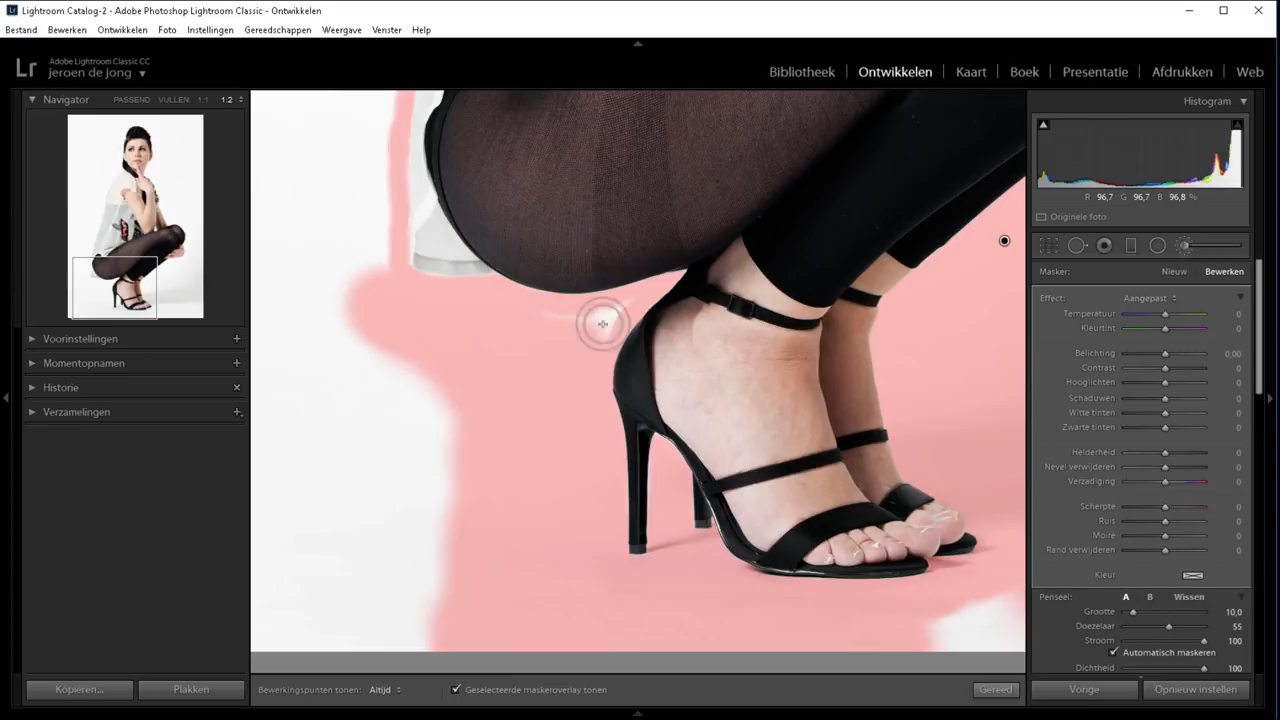 Lightroom Catalog-2 - Adobe Photoshop Lightroom Classic - Ontwikkelen
Bestand Bewerken Ontwikkelen Foto Instellingen Gereedschappen Weergave Venster Help
Lr
Adobe Lightroom Classic CC
jeroen de jong
Bibliotheek Ontwikkelen Kaart Boek Presentatie Afdrukken Web
Navigator PASSEND VULLEN 1:1 1:2
Voorinstellingen
Momentopnamen
Historie
Verzamelingen
Kopiëren... Plakken
Bewerkingspunten tonen: Altijd Geselecteerde maskeroverlay tonen Gereed
Histogram
R 96,7 G 96,7 B 96,8 %
Originele foto
Masker: Nieuw Bewerken
Effect: Aangepast
Temperatuur
Kleurtint
Belichting 0,00
Contrast 0
Hooglichten 0
Schaduwen 0
Witte tinten 0
Zwarte tinten 0
Helderheid 0
Nevel verwijderen 0
Verzadiging 0
Scherpte 0
Ruis 0
Moiré 0
Rand verwijderen 0
Kleur
Penseel: A B Wissen
Grootte 10,0
Doezelaar 55
Stroom 100
Automatisch maskeren
Dichtheid 100
Vorige Opnieuw instellen